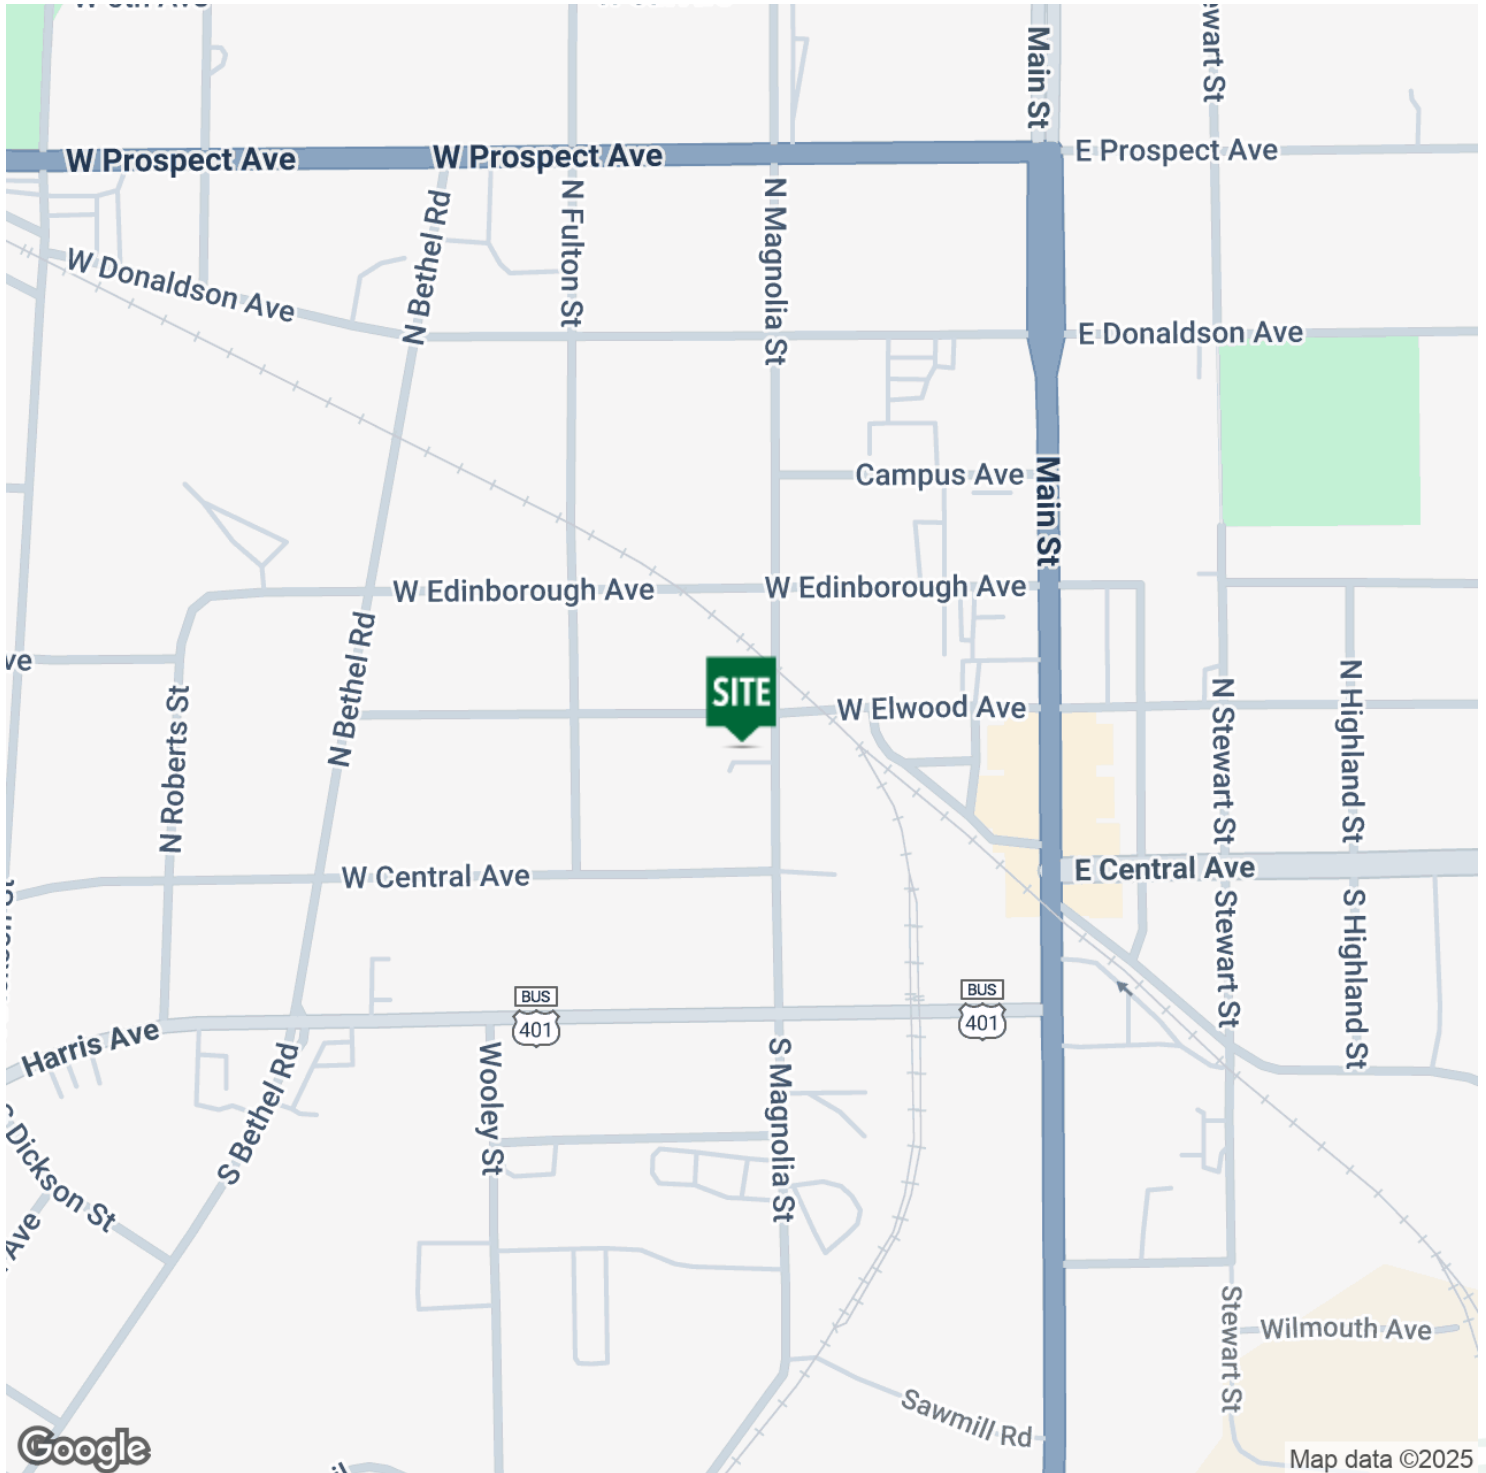 Main St
Stewart St
W Prospect Ave
W Prospect Ave
E Prospect Ave
N Bethel Rd
N Fulton St
N Magnolia St
W Donaldson Ave
E Donaldson Ave
Campus Ave
Main St
W Edinborough Ave
W Edinborough Ave
N Bethel Rd
N Roberts St
SITE
W Elwood Ave
N Stewart St
N Highland St
W Central Ave
E Central Ave
S Stewart St
S Highland St
BUS
401
BUS
401
Harris Ave
S Bethel Rd
Wooley St
S Magnolia St
S Dickson St
Ave
Stewart St
Wilmouth Ave
Sawmill Rd
Google
Map data ©2025